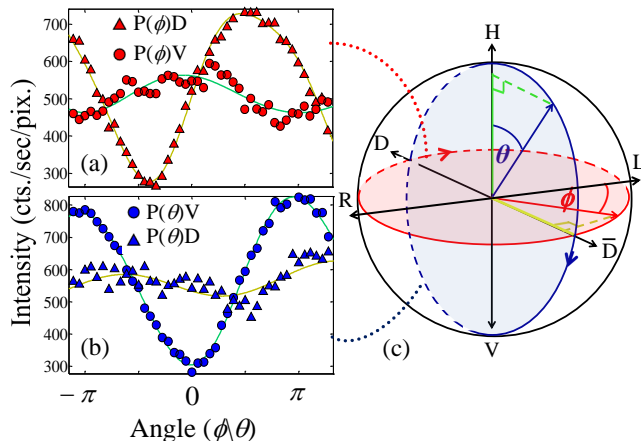 700
600
500
400
300
P(ϕ)D
P(ϕ)V
(a)
800
700
600
500
400
300
P(θ)V
P(θ)D
(b)
Intensity (cts./sec/pix.)
−π 0 π
Angle (ϕ\θ)
H
D
θ
L
R
ϕ
D̅
V
(c)